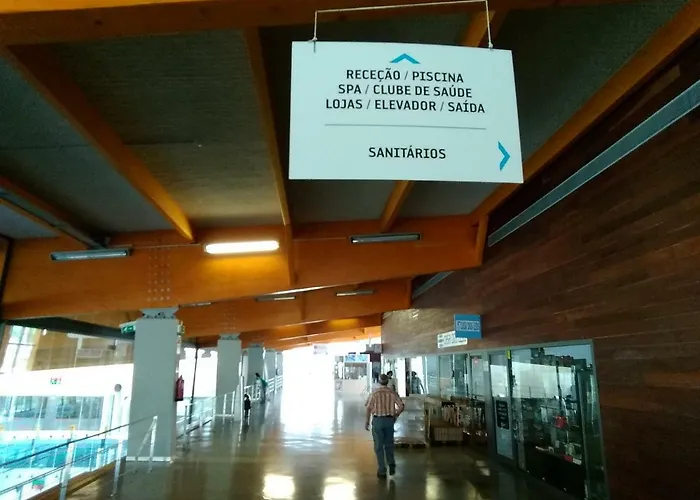 RECEÇÃO / PISCINA
SPA / CLUBE DE SAÚDE
LOJAS / ELEVADOR / SAÍDA
SANITÁRIOS